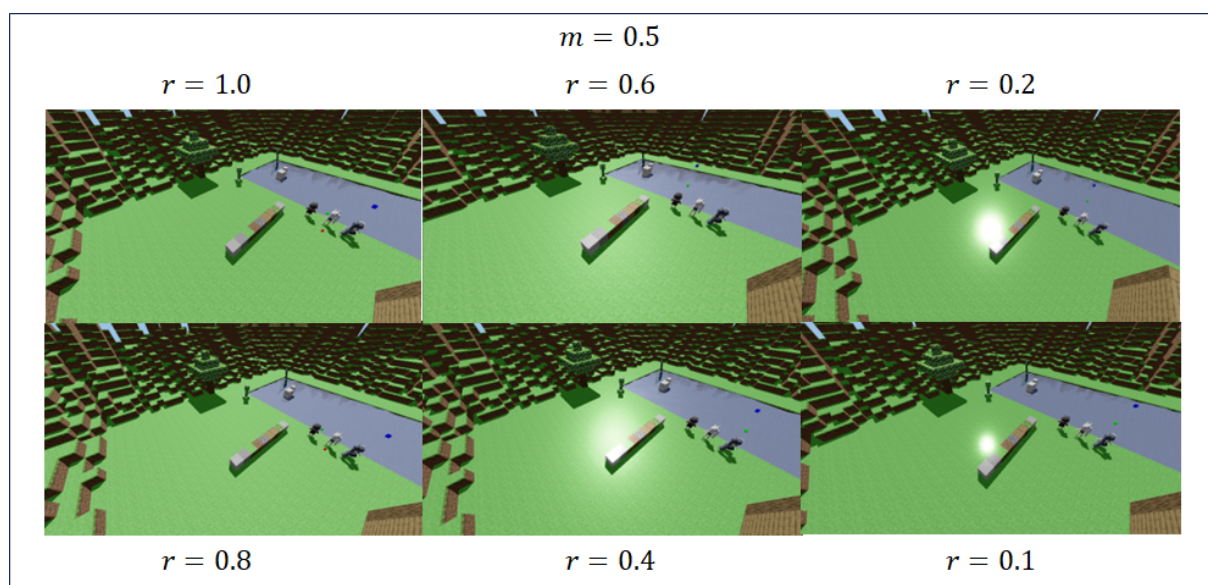 m = 0.5
r = 1.0
r = 0.6
r = 0.2
r = 0.8
r = 0.4
r = 0.1